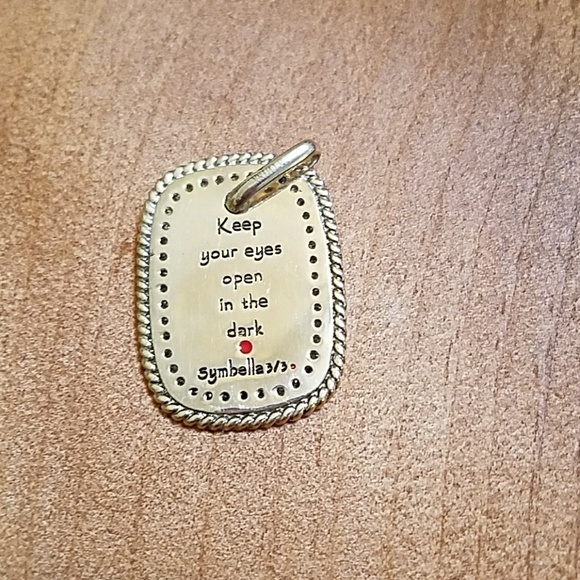 Keep
your eyes
open
in the
dark
Symbella 3/3